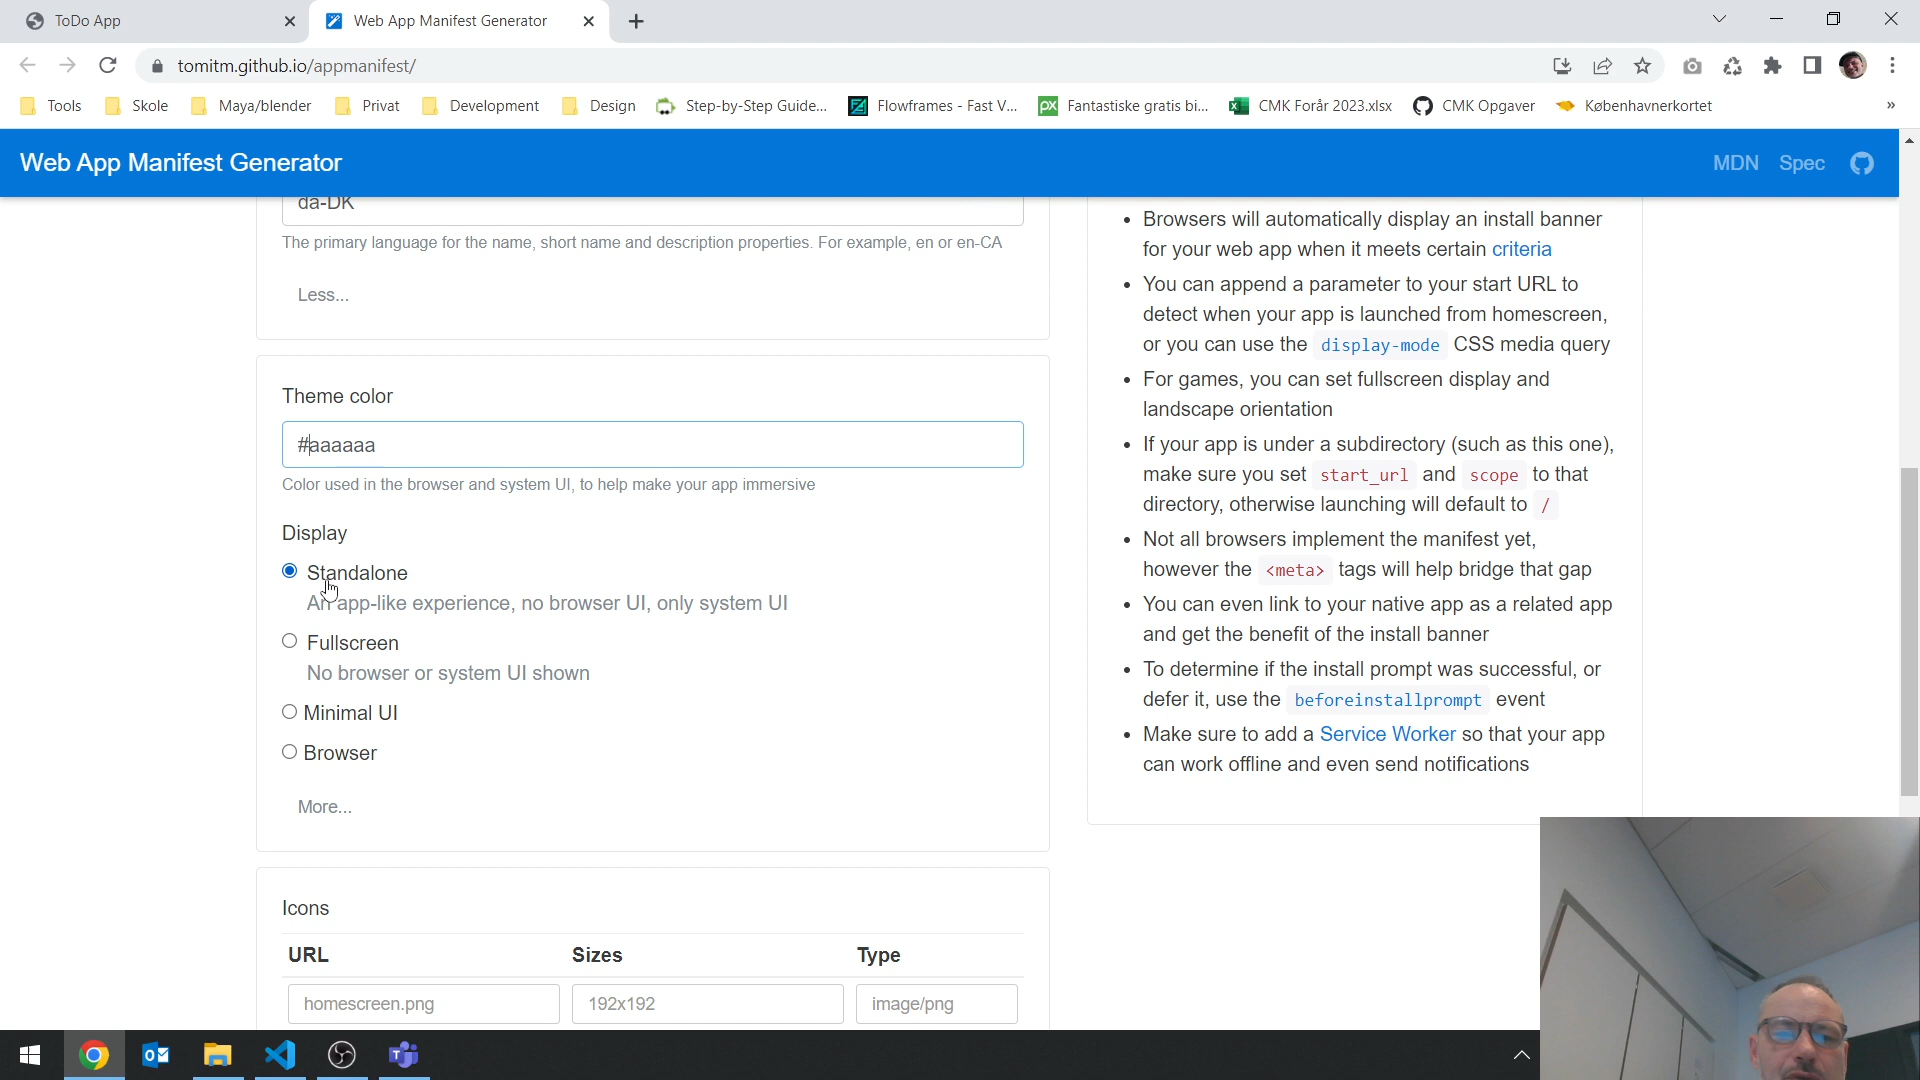 ToDo App
Web App Manifest Generator
tomitm.github.io/appmanifest/
Tools
Skole
Maya/blender
Privat
Development
Design
Step-by-Step Guide...
Flowframes - Fast V...
Fantastiske gratis bi...
CMK Forår 2023.xlsx
CMK Opgaver
Københavnerkortet
»
Web App Manifest Generator
MDN
Spec
da-DK
The primary language for the name, short name and description properties. For example, en or en-CA
Less...
Theme color
#aaaaaa
Color used in the browser and system UI, to help make your app immersive
Display
Standalone
An app-like experience, no browser UI, only system UI
Fullscreen
No browser or system UI shown
Minimal UI
Browser
More...
Icons
URL Sizes Type
homescreen.png 192x192 image/png
• Browsers will automatically display an install banner
for your web app when it meets certain criteria
• You can append a parameter to your start URL to
detect when your app is launched from homescreen,
or you can use the display-mode CSS media query
• For games, you can set fullscreen display and
landscape orientation
• If your app is under a subdirectory (such as this one),
make sure you set start_url and scope to that
directory, otherwise launching will default to /
• Not all browsers implement the manifest yet,
however the <meta> tags will help bridge that gap
• You can even link to your native app as a related app
and get the benefit of the install banner
• To determine if the install prompt was successful, or
defer it, use the beforeinstallprompt event
• Make sure to add a Service Worker so that your app
can work offline and even send notifications